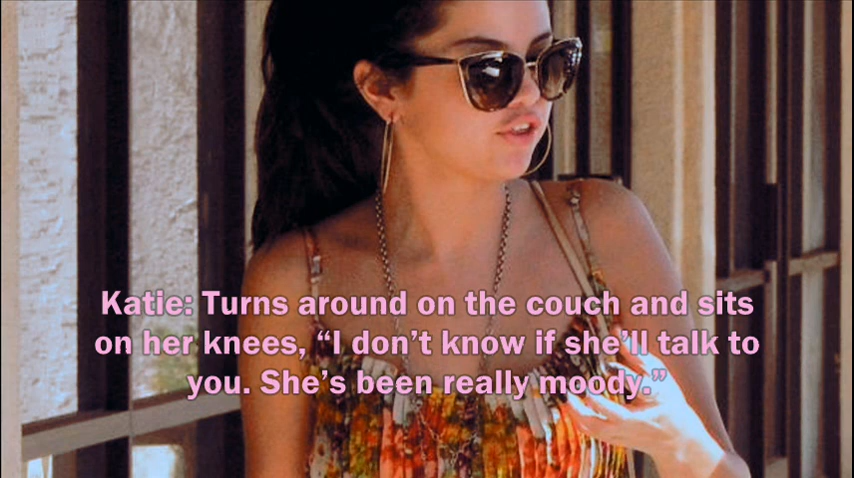 Katie: Turns around on the couch and sits
on her knees, “I don’t know if she’ll talk to
you. She’s been really moody.”